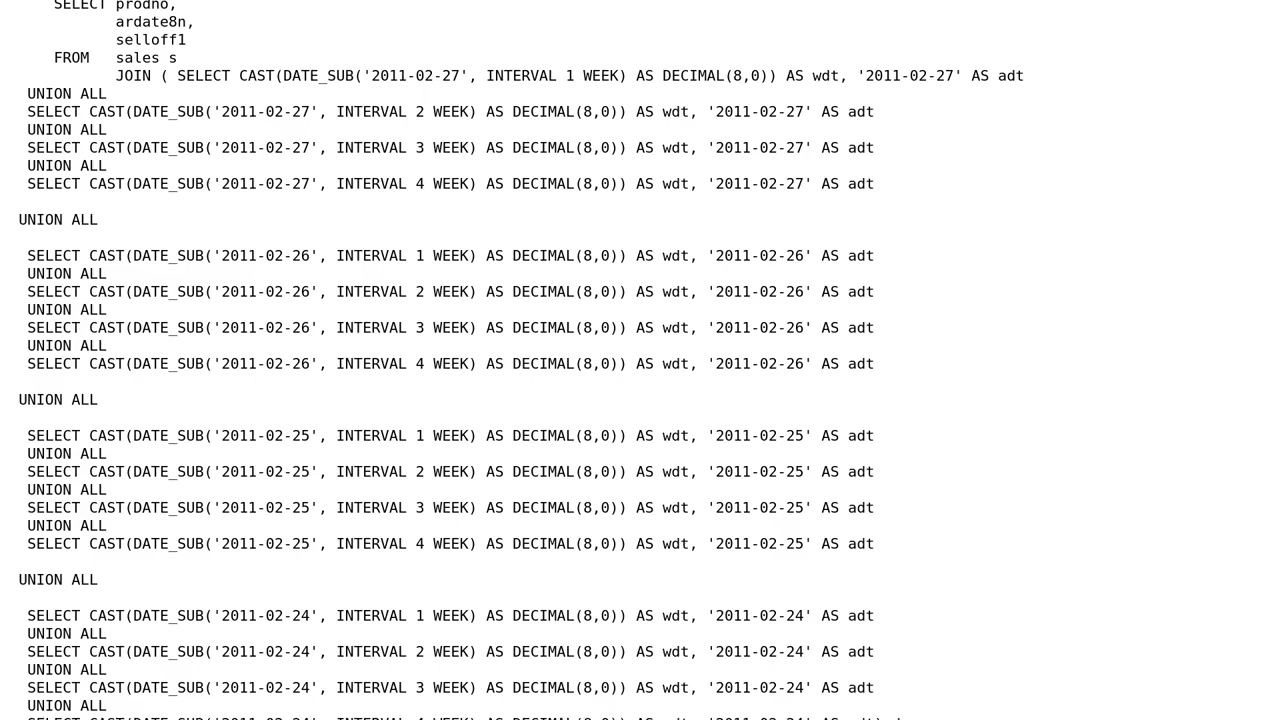 SELECT prodno,
ardate8n,
selloff1
FROM sales s
JOIN ( SELECT CAST(DATE_SUB('2011-02-27', INTERVAL 1 WEEK) AS DECIMAL(8,0)) AS wdt, '2011-02-27' AS adt
UNION ALL
SELECT CAST(DATE_SUB('2011-02-27', INTERVAL 2 WEEK) AS DECIMAL(8,0)) AS wdt, '2011-02-27' AS adt
UNION ALL
SELECT CAST(DATE_SUB('2011-02-27', INTERVAL 3 WEEK) AS DECIMAL(8,0)) AS wdt, '2011-02-27' AS adt
UNION ALL
SELECT CAST(DATE_SUB('2011-02-27', INTERVAL 4 WEEK) AS DECIMAL(8,0)) AS wdt, '2011-02-27' AS adt
UNION ALL
SELECT CAST(DATE_SUB('2011-02-26', INTERVAL 1 WEEK) AS DECIMAL(8,0)) AS wdt, '2011-02-26' AS adt
UNION ALL
SELECT CAST(DATE_SUB('2011-02-26', INTERVAL 2 WEEK) AS DECIMAL(8,0)) AS wdt, '2011-02-26' AS adt
UNION ALL
SELECT CAST(DATE_SUB('2011-02-26', INTERVAL 3 WEEK) AS DECIMAL(8,0)) AS wdt, '2011-02-26' AS adt
UNION ALL
SELECT CAST(DATE_SUB('2011-02-26', INTERVAL 4 WEEK) AS DECIMAL(8,0)) AS wdt, '2011-02-26' AS adt
UNION ALL
SELECT CAST(DATE_SUB('2011-02-25', INTERVAL 1 WEEK) AS DECIMAL(8,0)) AS wdt, '2011-02-25' AS adt
UNION ALL
SELECT CAST(DATE_SUB('2011-02-25', INTERVAL 2 WEEK) AS DECIMAL(8,0)) AS wdt, '2011-02-25' AS adt
UNION ALL
SELECT CAST(DATE_SUB('2011-02-25', INTERVAL 3 WEEK) AS DECIMAL(8,0)) AS wdt, '2011-02-25' AS adt
UNION ALL
SELECT CAST(DATE_SUB('2011-02-25', INTERVAL 4 WEEK) AS DECIMAL(8,0)) AS wdt, '2011-02-25' AS adt
UNION ALL
SELECT CAST(DATE_SUB('2011-02-24', INTERVAL 1 WEEK) AS DECIMAL(8,0)) AS wdt, '2011-02-24' AS adt
UNION ALL
SELECT CAST(DATE_SUB('2011-02-24', INTERVAL 2 WEEK) AS DECIMAL(8,0)) AS wdt, '2011-02-24' AS adt
UNION ALL
SELECT CAST(DATE_SUB('2011-02-24', INTERVAL 3 WEEK) AS DECIMAL(8,0)) AS wdt, '2011-02-24' AS adt
UNION ALL